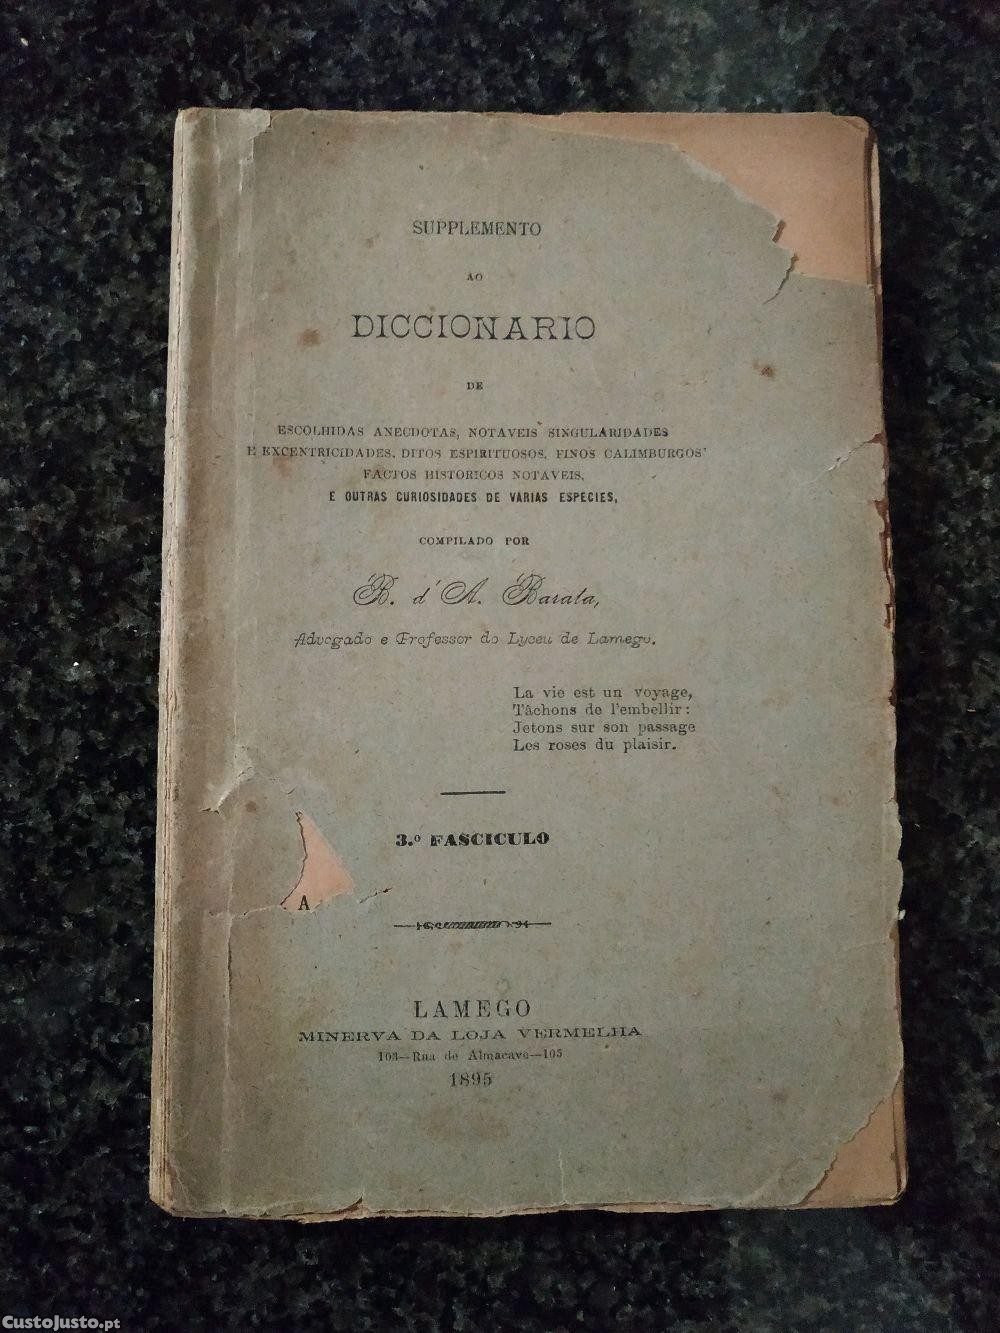 SUPPLEMENTO
AO
DICCIONARIO
DE
ESCOLHIDAS ANECDOTAS, NOTAVEIS SINGULARIDADES
E EXCENTRICIDADES, DITOS ESPIRITUOSOS, FINOS CALIMBURGOS
FACTOS HISTORICOS NOTAVEIS,
E OUTRAS CURIOSIDADES DE VARIAS ESPECIES,
COMPILADO POR
B. d'A. Barata,
Advogado e Professor do Lyceu de Lamego.
La vie est un voyage,
Tâchons de l'embellir:
Jetons sur son passage
Les roses du plaisir.
3.º FASCICULO
A
LAMEGO
MINERVA DA LOJA VERMELHA
103—Rua de Almacave—105
1895
CustoJusto.pt